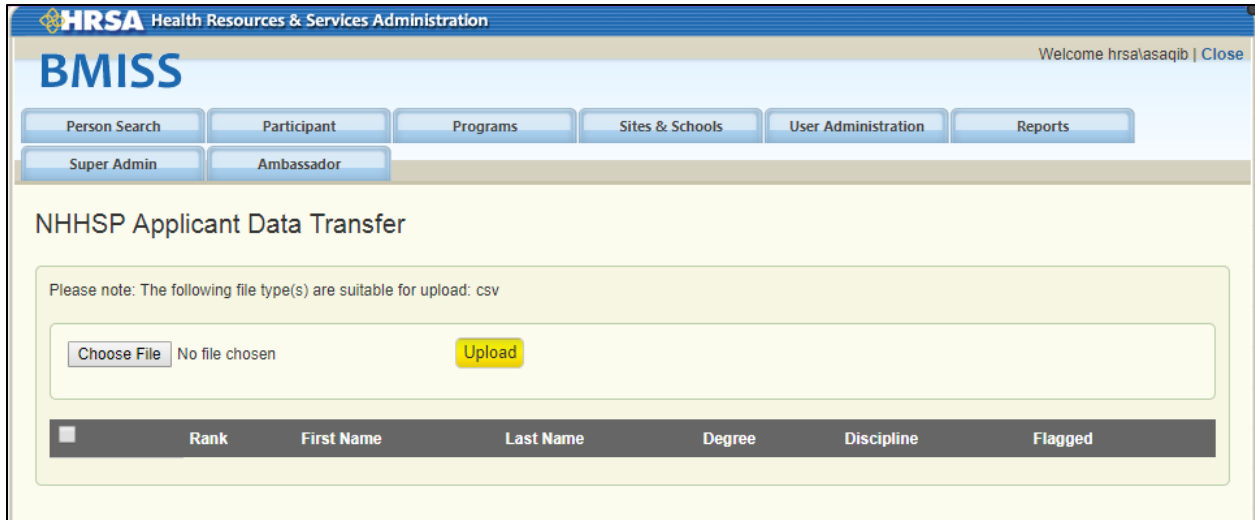 HRSA Health Resources & Services Administration
Welcome hrsa\asaqib | Close
BMISS
Person Search Participant Programs Sites & Schools User Administration Reports
Super Admin Ambassador
NHHSP Applicant Data Transfer
Please note: The following file type(s) are suitable for upload: csv
Choose File No file chosen Upload
Rank First Name Last Name Degree Discipline Flagged